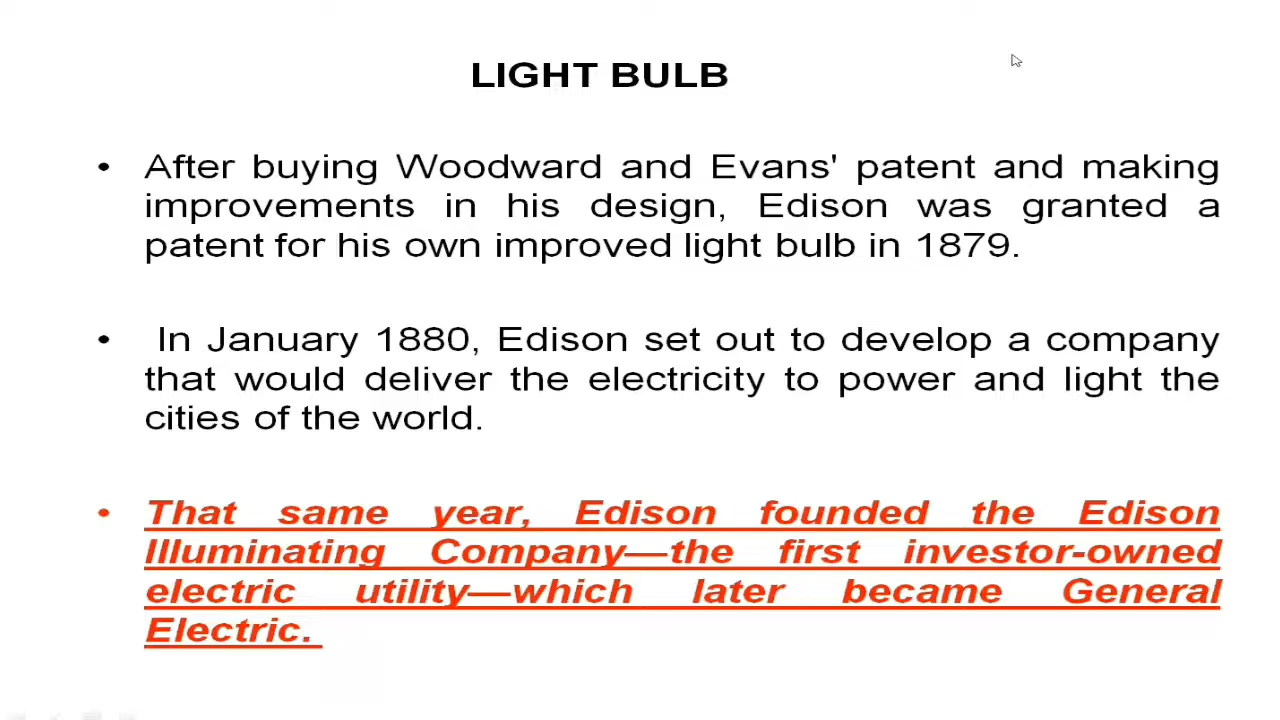 LIGHT BULB
• After buying Woodward and Evans' patent and making
improvements in his design, Edison was granted a
patent for his own improved light bulb in 1879.
• In January 1880, Edison set out to develop a company
that would deliver the electricity to power and light the
cities of the world.
• That same year, Edison founded the Edison
Illuminating Company—the first investor-owned
electric utility—which later became General
Electric.